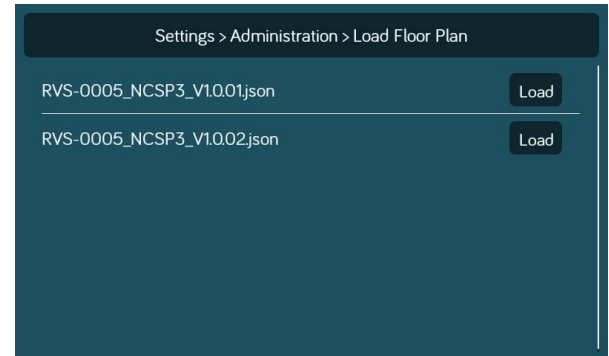 Settings > Administration > Load Floor Plan
RVS-0005_NCSP3_V1.0.01.json Load
RVS-0005_NCSP3_V1.0.02.json Load